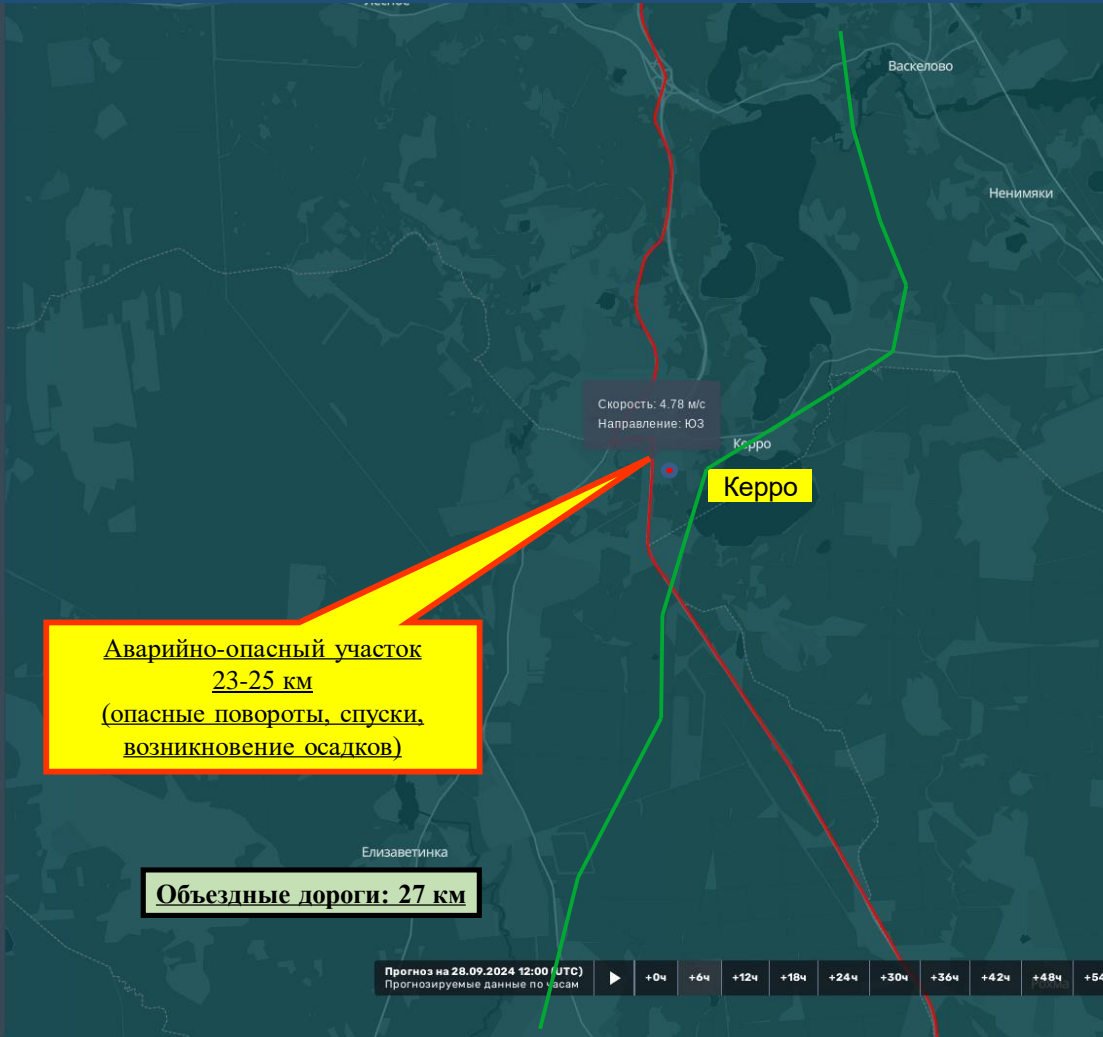 Васкелово
Ненимяки
Скорость: 4.78 м/с
Направление: ЮЗ
Керро
Керро
Аварийно-опасный участок
23-25 км
(опасные повороты, спуски,
возникновение осадков)
Елизаветинка
Объездные дороги: 27 км
Прогноз на 28.09.2024 12:00 (UTC)
Прогнозируемые данные по часам
+0ч +6ч +12ч +18ч +24ч +30ч +36ч +42ч +48ч +54